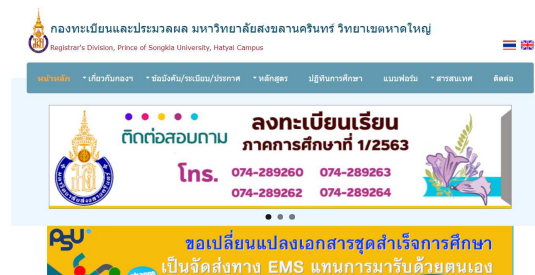 กองทะเบียนและประมวลผล มหาวิทยาลัยสงขลานครินทร์ วิทยาเขตหาดใหญ่
Registrar's Division, Prince of Songkla University, Hatyai Campus
หน้าหลัก เกี่ยวกับกองฯ ข้อบังคับ/ระเบียบ/ประกาศ หลักสูตร ปฏิทินการศึกษา แบบฟอร์ม สารสนเทศ ติดต่อ
ติดต่อสอบถาม
ลงทะเบียนเรียน
ภาคการศึกษาที่ 1/2563
โทร. 074-289260 074-289263
074-289262 074-289264
PSU
ขอเปลี่ยนแปลงเอกสารชุดสำเร็จการศึกษา
เป็นจัดส่งทาง EMS แทนการมารับด้วยตนเอง